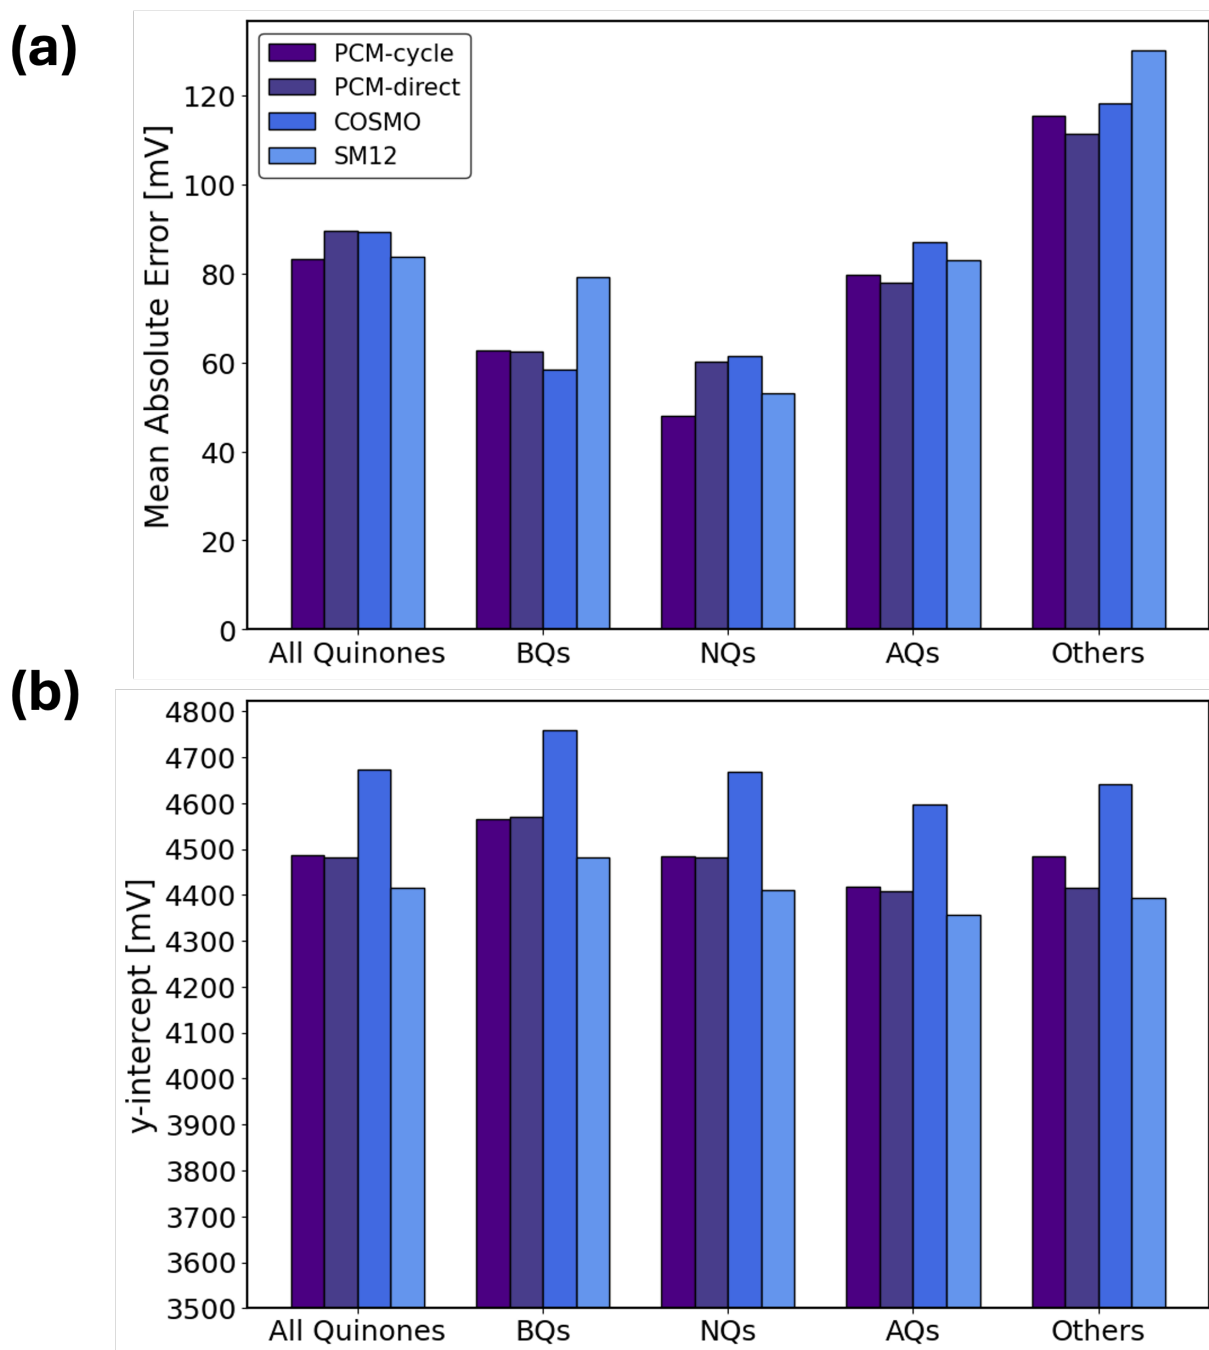 (a)
Mean Absolute Error [mV]
120
100
80
60
40
20
0
PCM-cycle
PCM-direct
COSMO
SM12
All Quinones BQs NQs AQs Others
(b)
y-intercept [mV]
4800
4700
4600
4500
4400
4300
4200
4100
4000
3900
3800
3700
3600
3500
All Quinones BQs NQs AQs Others